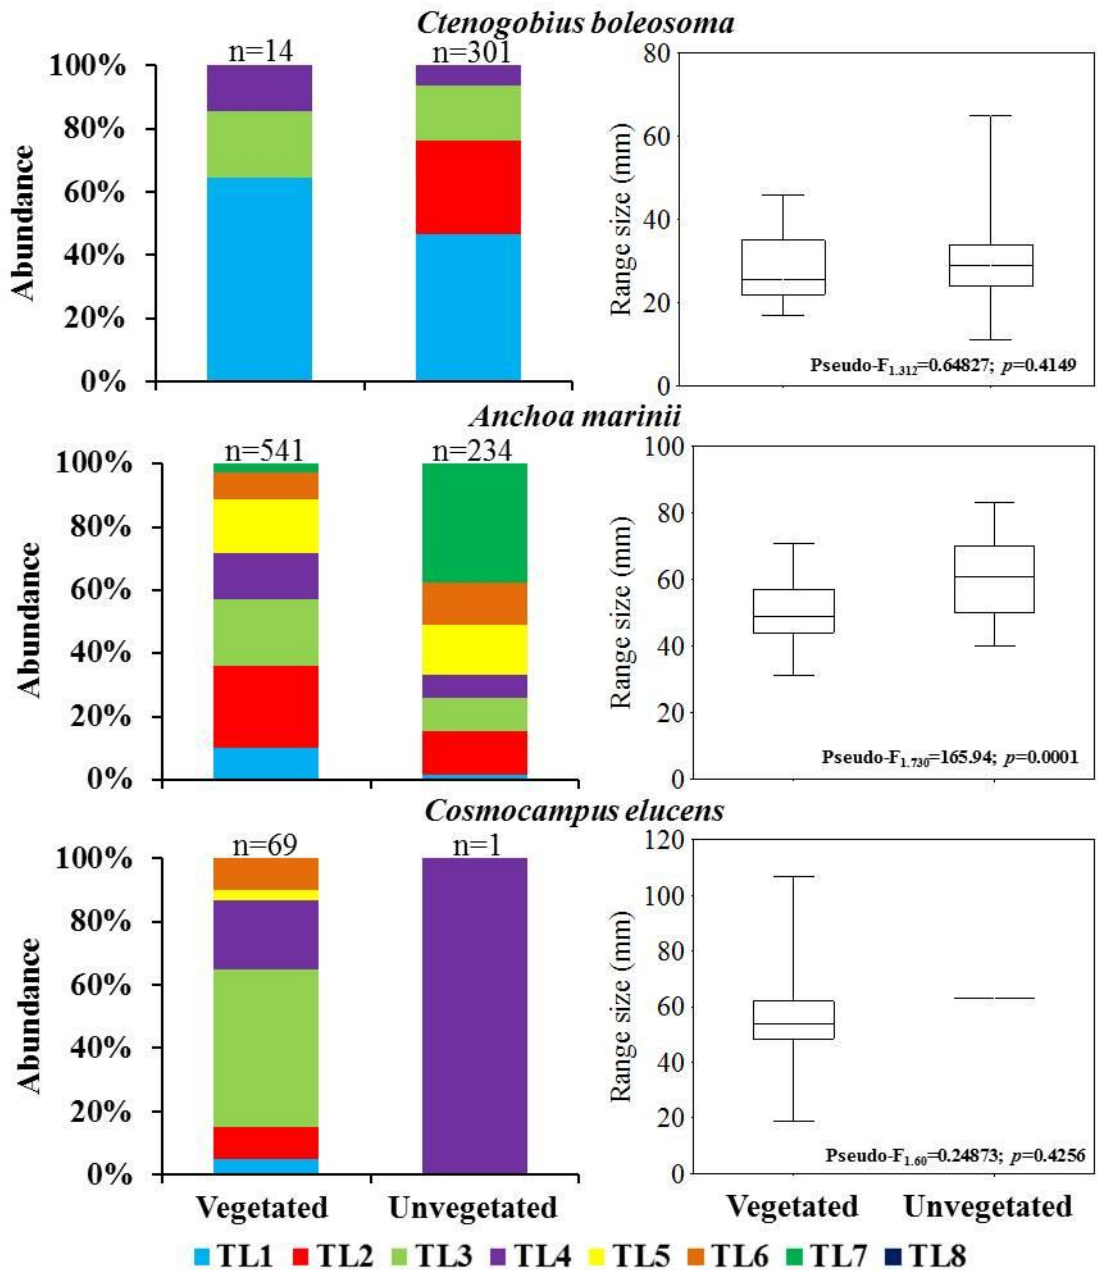 Ctenogobius boleosoma
n=14 n=301
100%
80%
60%
40%
20%
0%
Abundance
80
60
40
20
0
Range size (mm)
Pseudo-F1.312=0.64827; p=0.4149
Anchoa marinii
n=541 n=234
100%
80%
60%
40%
20%
0%
Abundance
100
80
60
40
20
0
Range size (mm)
Pseudo-F1.730=165.94; p=0.0001
Cosmocampus elucens
n=69 n=1
100%
80%
60%
40%
20%
0%
Abundance
Vegetated Unvegetated
120
100
80
60
40
20
0
Range size (mm)
Pseudo-F1.60=0.24873; p=0.4256
Vegetated Unvegetated
TL1 TL2 TL3 TL4 TL5 TL6 TL7 TL8